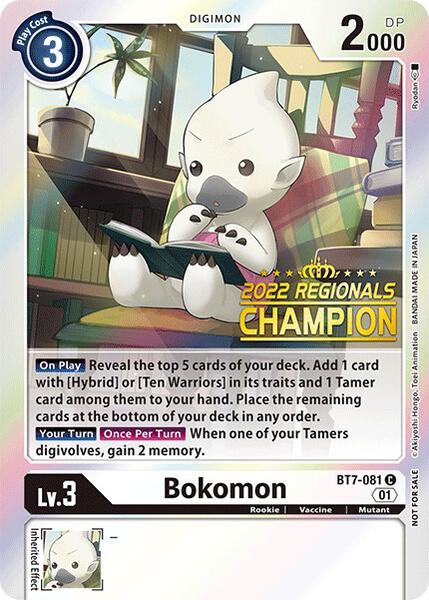 DIGIMON
Play Cost
3
DP
2000
Ryodan
2022 REGIONALS
CHAMPION
On Play Reveal the top 5 cards of your deck. Add 1 card
with [Hybrid] or [Ten Warriors] in its traits and 1 Tamer
card among them to your hand. Place the remaining
cards at the bottom of your deck in any order.
Your Turn Once Per Turn When one of your Tamers
digivolves, gain 2 memory.
© Akiyoshi Hongo, Toei Animation BANDAI MADE IN JAPAN
NOT FOR SALE
Lv.3
Bokomon
BT7-081 C
01
Rookie | Vaccine | Mutant
Inherited Effect
–